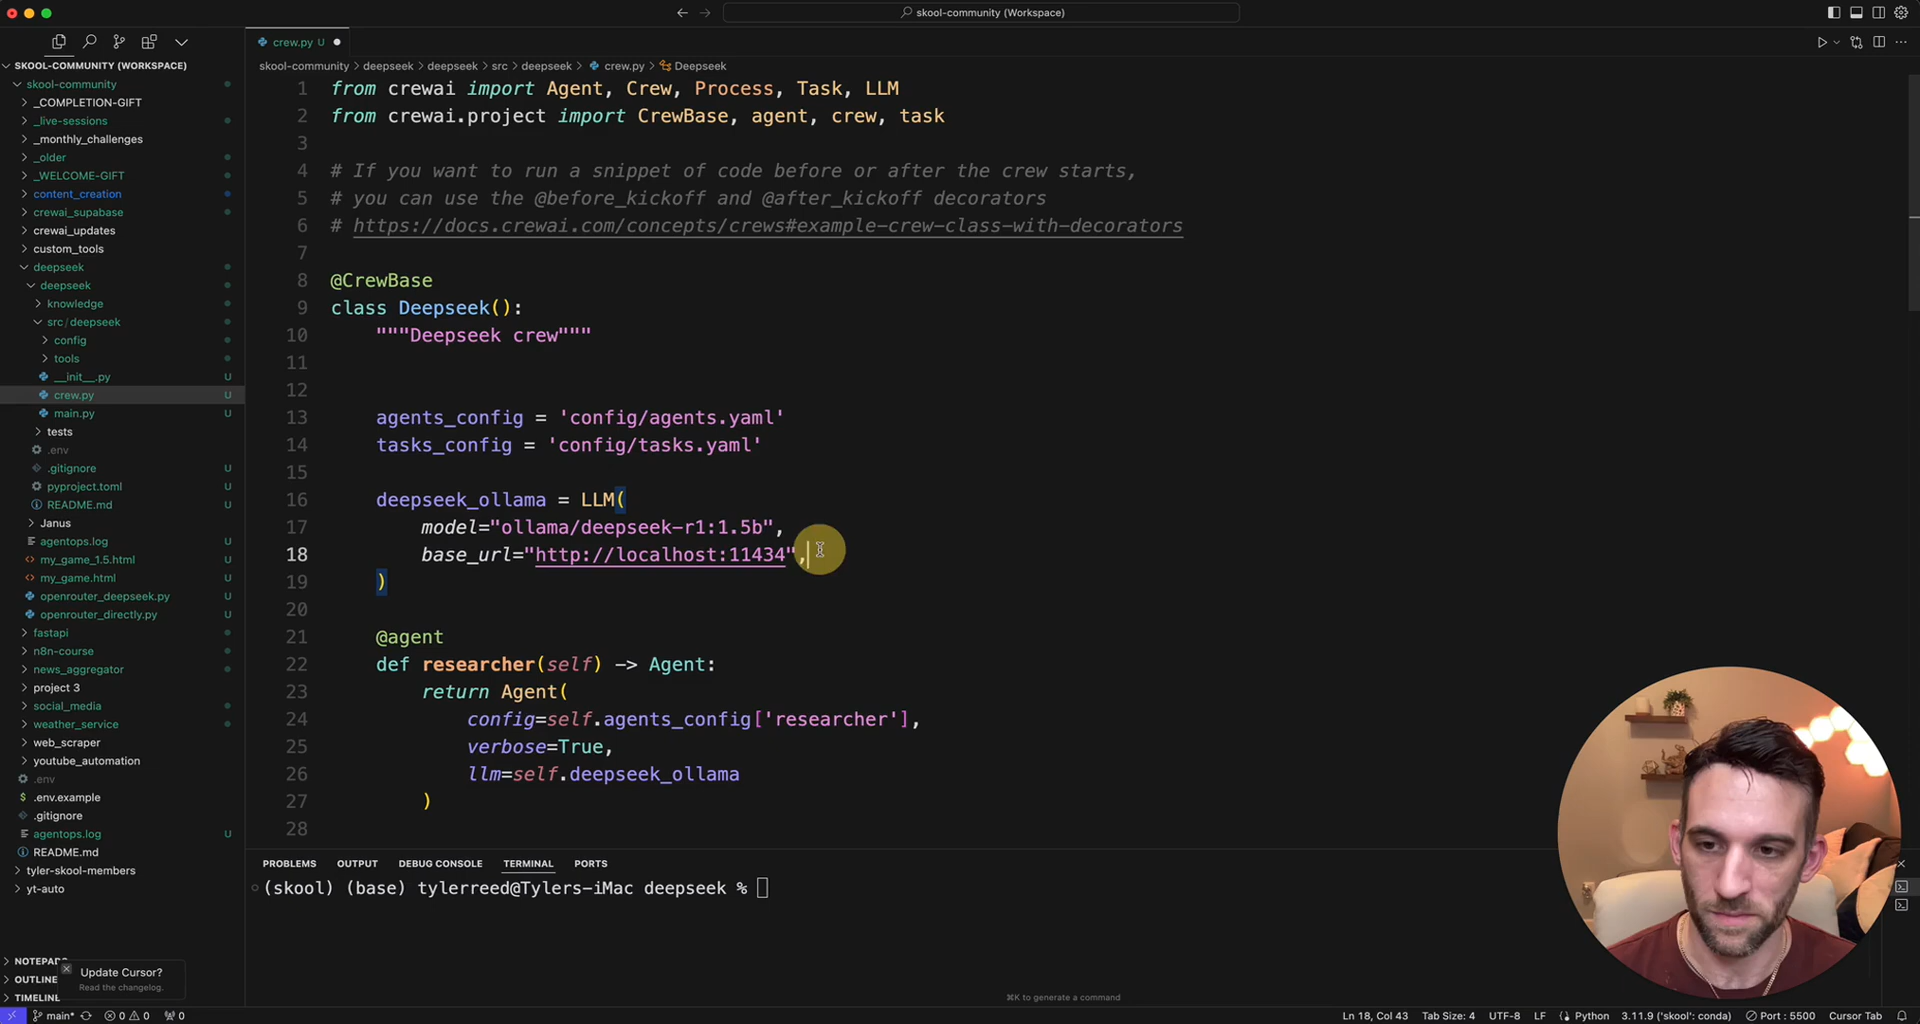 skool-community (Workspace)
SKOOL-COMMUNITY (WORKSPACE)
skool-community
_COMPLETION-GIFT
_live-sessions
_monthly_challenges
_older
_WELCOME-GIFT
content_creation
crewai_supabase
crewai_updates
custom_tools
deepseek
deepseek
knowledge
src/deepseek
config
tools
__init__.py U
crew.py U
main.py U
tests
.env
.gitignore U
pyproject.toml U
README.md U
Janus
agentops.log U
my_game_1.5.html U
my_game.html U
openrouter_deepseek.py U
openrouter_directly.py U
fastapi
n8n-course
news_aggregator
project 3
social_media
weather_service
web_scraper
youtube_automation
.env
.env.example
.gitignore
agentops.log U
README.md
tyler-skool-members
yt-auto
NOTEPADS
OUTLINE
TIMELINE
Update Cursor?
Read the changelog.
crew.py U
skool-community > deepseek > deepseek > src > deepseek > crew.py > Deepseek
1 from crewai import Agent, Crew, Process, Task, LLM
2 from crewai.project import CrewBase, agent, crew, task
3
4 # If you want to run a snippet of code before or after the crew starts,
5 # you can use the @before_kickoff and @after_kickoff decorators
6 # https://docs.crewai.com/concepts/crews#example-crew-class-with-decorators
7
8 @CrewBase
9 class Deepseek():
10 """Deepseek crew"""
11
12
13 agents_config = 'config/agents.yaml'
14 tasks_config = 'config/tasks.yaml'
15
16 deepseek_ollama = LLM(
17 model="ollama/deepseek-r1:1.5b",
18 base_url="http://localhost:11434",
19 )
20
21 @agent
22 def researcher(self) -> Agent:
23 return Agent(
24 config=self.agents_config['researcher'],
25 verbose=True,
26 llm=self.deepseek_ollama
27 )
28
PROBLEMS OUTPUT DEBUG CONSOLE TERMINAL PORTS
(skool) (base) tylerreed@Tylers-iMac deepseek %
⌘K to generate a command
main* 0 0 0 Ln 18, Col 43 Tab Size: 4 UTF-8 LF Python 3.11.9 ('skool': conda) Port : 5500 Cursor Tab